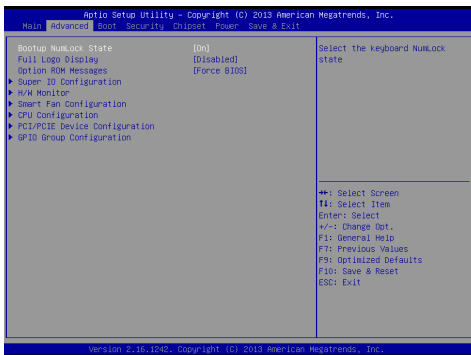 Aptio Setup Utility – Copyright (C) 2013 American Megatrends, Inc.
Main Advanced Boot Security Chipset Power Save & Exit
Bootup NumLock State [On]
Full Logo Display [Disabled]
Option ROM Messages [Force BIOS]
▶ Super IO Configuration
▶ H/W Monitor
▶ Smart Fan Configuration
▶ CPU Configuration
▶ PCI/PCIE Device Configuration
▶ GPIO Group Configuration
Select the keyboard NumLock
state
→←: Select Screen
↑↓: Select Item
Enter: Select
+/-: Change Opt.
F1: General Help
F7: Previous Values
F9: Optimized Defaults
F10: Save & Reset
ESC: Exit
Version 2.16.1242. Copyright (C) 2013 American Megatrends, Inc.